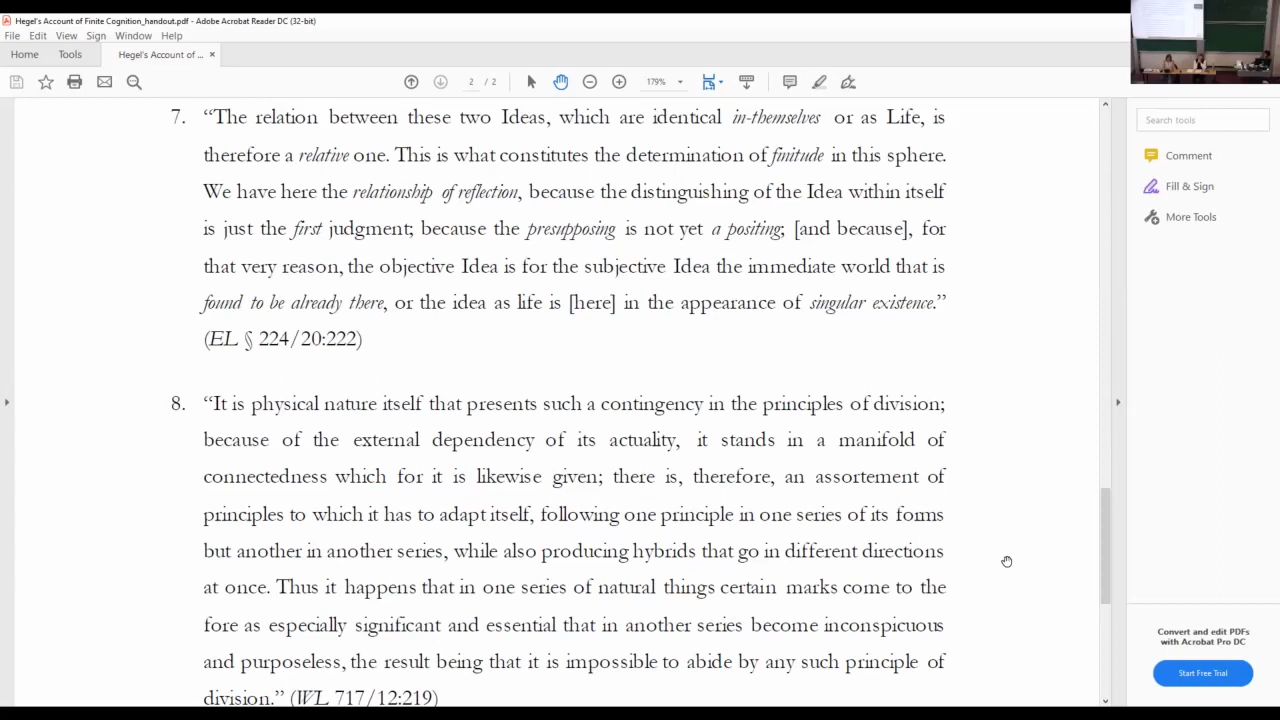 Hegel's Account of Finite Cognition_handout.pdf - Adobe Acrobat Reader DC (32-bit)
File Edit View Sign Window Help
Home Tools Hegel's Account of ... ×
2 / 2 179%
7. “The relation between these two Ideas, which are identical in-themselves or as Life, is
therefore a relative one. This is what constitutes the determination of finitude in this sphere.
We have here the relationship of reflection, because the distinguishing of the Idea within itself
is just the first judgment; because the presupposing is not yet a positing; [and because], for
that very reason, the objective Idea is for the subjective Idea the immediate world that is
found to be already there, or the idea as life is [here] in the appearance of singular existence.”
(EL § 224/20:222)
8. “It is physical nature itself that presents such a contingency in the principles of division;
because of the external dependency of its actuality, it stands in a manifold of
connectedness which for it is likewise given; there is, therefore, an assortement of
principles to which it has to adapt itself, following one principle in one series of its forms
but another in another series, while also producing hybrids that go in different directions
at once. Thus it happens that in one series of natural things certain marks come to the
fore as especially significant and essential that in another series become inconspicuous
and purposeless, the result being that it is impossible to abide by any such principle of
division.” (WL 717/12:219)
Search tools
Comment
Fill & Sign
More Tools
Convert and edit PDFs
with Acrobat Pro DC
Start Free Trial